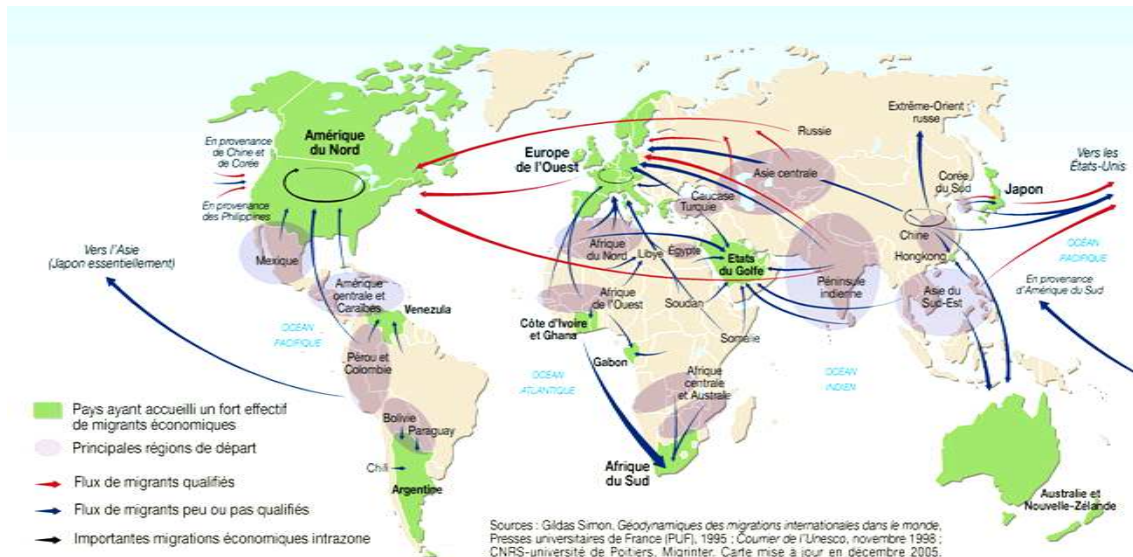 En provenance
de Chine et
de Corée
En provenance
des Philippines
Amérique
du Nord
Europe
de l'Ouest
Russie
Extrême-Orient
russe
Asie centrale
Caucase
Turquie
Corée
du Sud
Japon
Vers les
États-Unis
Vers l'Asie
(Japon essentiellement)
Mexique
Amérique
centrale et
Caraïbes
Venezuela
Afrique
du Nord
Libye
Égypte
Etats
du Golfe
Péninsule
indienne
Chine
Hongkong
Asie du
Sud-Est
OCÉAN
PACIFIQUE
En provenance
d'Amérique du Sud
OCÉAN
PACIFIQUE
Pérou et
Colombie
Côte d'Ivoire
et Ghana
Afrique
de l'Ouest
Soudan
Somalie
Gabon
OCÉAN
ATLANTIQUE
Afrique
centrale
et Australe
OCÉAN
INDIEN
Bolivie
Paraguay
Chili
Argentine
Afrique
du Sud
Australie et
Nouvelle-Zélande
Pays ayant accueilli un fort effectif
de migrants économiques
Principales régions de départ
Flux de migrants qualifiés
Flux de migrants peu ou pas qualifiés
Importantes migrations économiques intrazone
Sources : Gildas Simon, Géodynamiques des migrations internationales dans le monde,
Presses universitaires de France (PUF), 1995 ; Courrier de l'Unesco, novembre 1998 ;
CNRS-université de Poitiers, Migrinter. Carte mise à jour en décembre 2005.